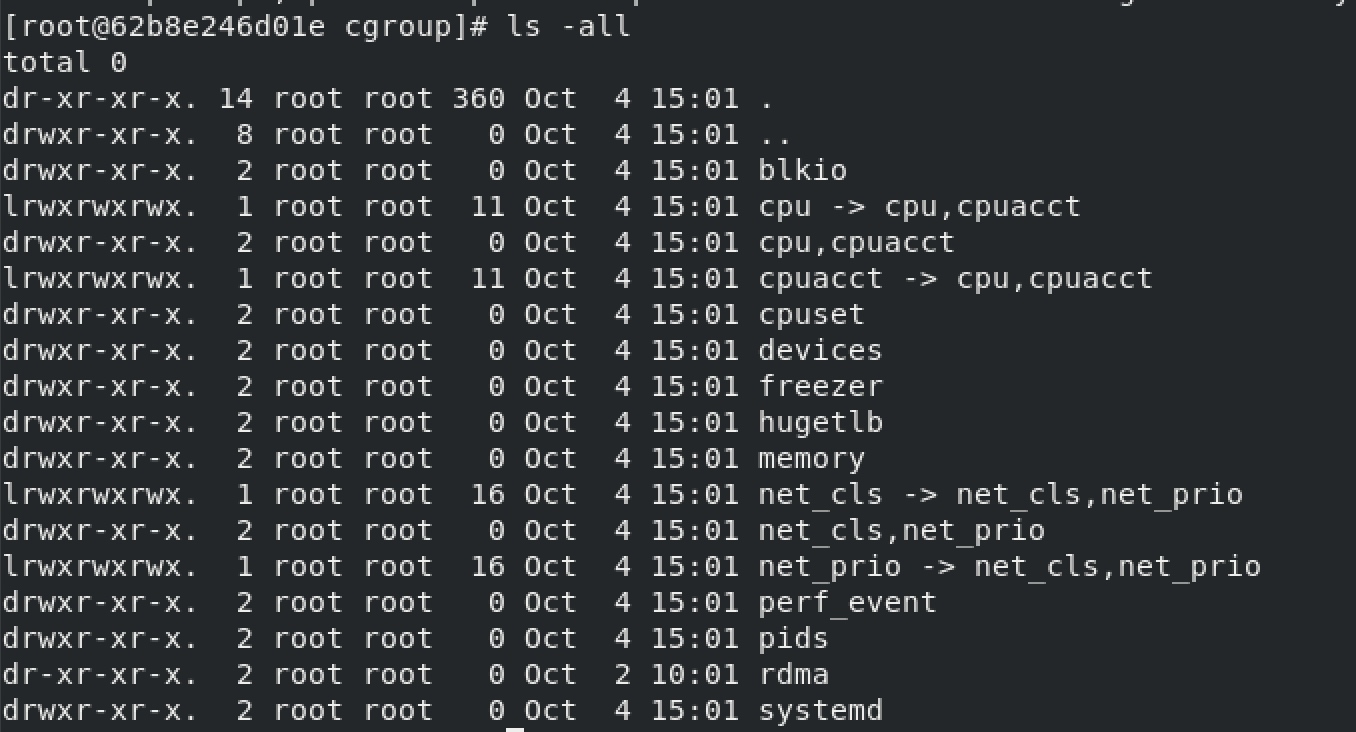 [root@62b8e246d01e cgroup]# ls -all
total 0
dr-xr-xr-x. 14 root root 360 Oct  4 15:01 .
drwxr-xr-x.  8 root root   0 Oct  4 15:01 ..
drwxr-xr-x.  2 root root   0 Oct  4 15:01 blkio
lrwxrwxrwx.  1 root root  11 Oct  4 15:01 cpu -> cpu,cpuacct
drwxr-xr-x.  2 root root   0 Oct  4 15:01 cpu,cpuacct
lrwxrwxrwx.  1 root root  11 Oct  4 15:01 cpuacct -> cpu,cpuacct
drwxr-xr-x.  2 root root   0 Oct  4 15:01 cpuset
drwxr-xr-x.  2 root root   0 Oct  4 15:01 devices
drwxr-xr-x.  2 root root   0 Oct  4 15:01 freezer
drwxr-xr-x.  2 root root   0 Oct  4 15:01 hugetlb
drwxr-xr-x.  2 root root   0 Oct  4 15:01 memory
lrwxrwxrwx.  1 root root  16 Oct  4 15:01 net_cls -> net_cls,net_prio
drwxr-xr-x.  2 root root   0 Oct  4 15:01 net_cls,net_prio
lrwxrwxrwx.  1 root root  16 Oct  4 15:01 net_prio -> net_cls,net_prio
drwxr-xr-x.  2 root root   0 Oct  4 15:01 perf_event
drwxr-xr-x.  2 root root   0 Oct  4 15:01 pids
dr-xr-xr-x.  2 root root   0 Oct  2 10:01 rdma
drwxr-xr-x.  2 root root   0 Oct  4 15:01 systemd